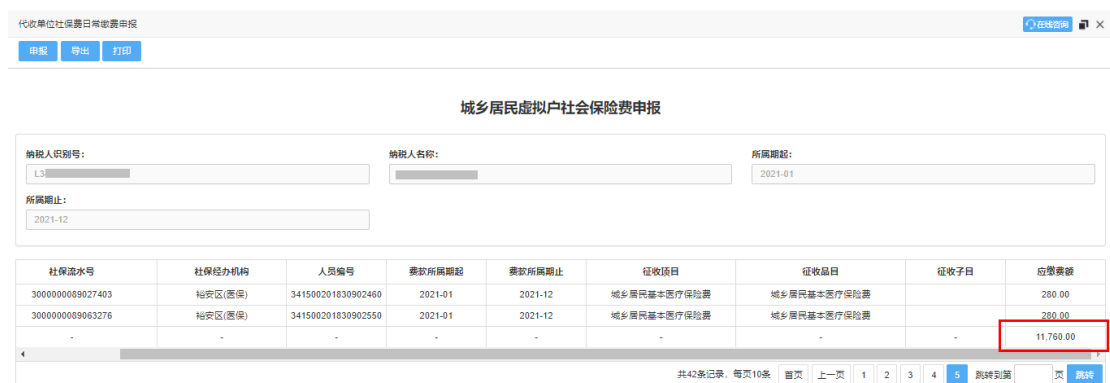 代收单位社保费日常缴费申报 在线咨询
申报 导出 打印
城乡居民虚拟户社会保险费申报
纳税人识别号: 纳税人名称: 所属期起:
L3 2021-01
所属期止:
2021-12
社保流水号 社保经办机构 人员编号 费款所属期起 费款所属期止 征收项目 征收品目 征收子目 应缴费额
3000000089027403 裕安区(医保) 341500201830902460 2021-01 2021-12 城乡居民基本医疗保险费 城乡居民基本医疗保险费 280.00
3000000089063276 裕安区(医保) 341500201830902550 2021-01 2021-12 城乡居民基本医疗保险费 城乡居民基本医疗保险费 280.00
- - - - - - - - 11,760.00
共42条记录, 每页10条 首页 上一页 1 2 3 4 5 跳转到第 页 跳转